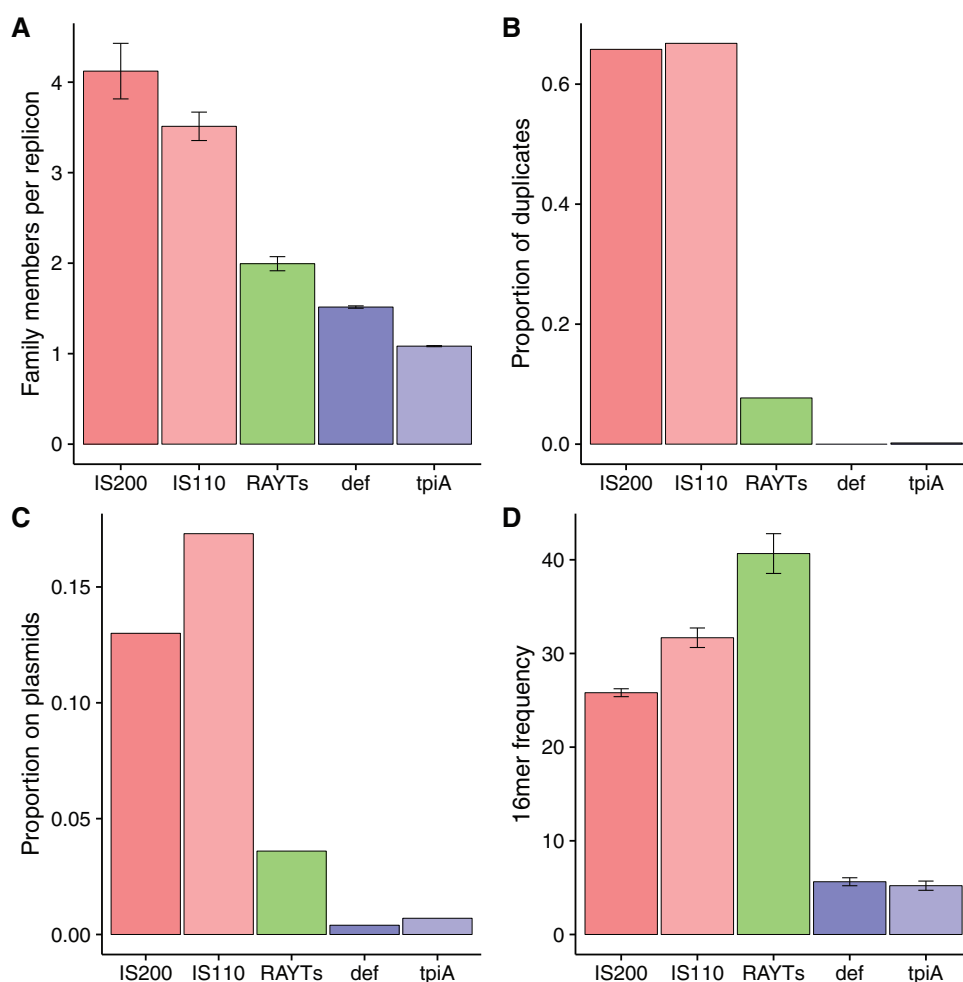 A
Family members per replicon
4
3
2
1
0
IS200 IS110 RAYTs def tpiA
B
Proportion of duplicates
0.6
0.4
0.2
0.0
IS200 IS110 RAYTs def tpiA
C
Proportion on plasmids
0.15
0.10
0.05
0.00
IS200 IS110 RAYTs def tpiA
D
16mer frequency
40
30
20
10
0
IS200 IS110 RAYTs def tpiA